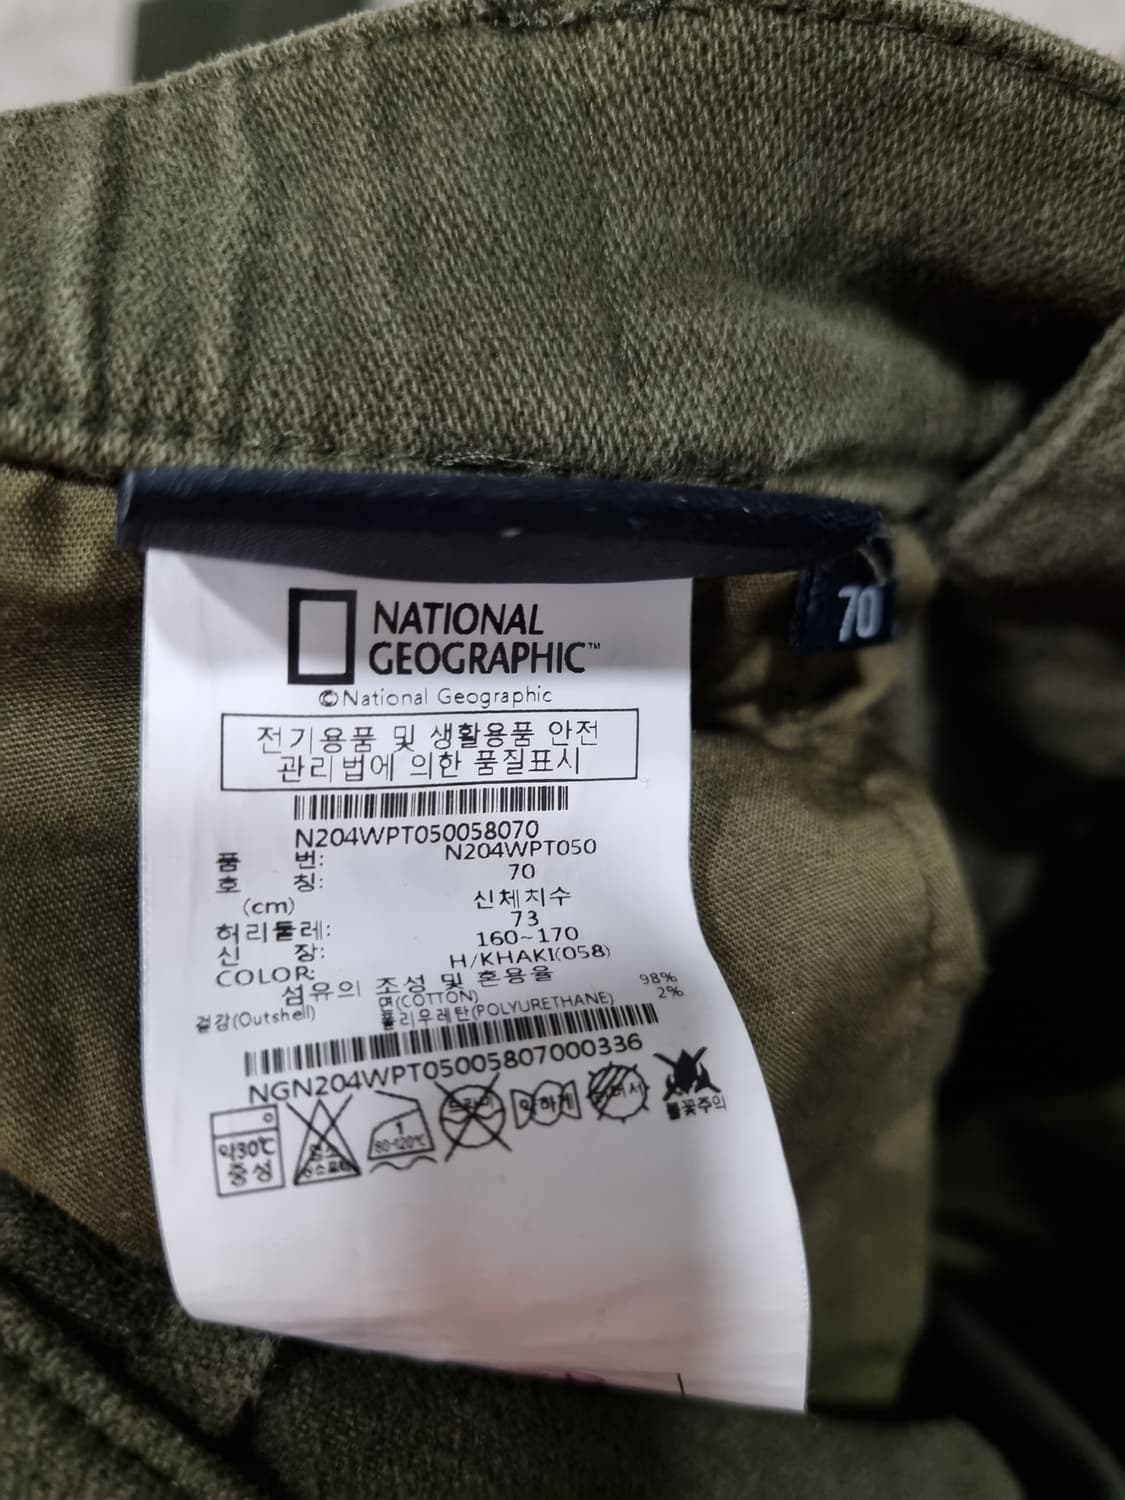 NATIONAL
GEOGRAPHIC™
©National Geographic
70
전기용품 및 생활용품 안전
관리법에 의한 품질표시
N204WPT050058070
품 번: N204WPT050
호 칭: 70
(cm) 신체치수
허리둘레: 73
신 장: 160~170
COLOR: H/KHAKI(058)
섬유의 조성 및 혼용율
겉감(Outshell) 면(COTTON) 98%
폴리우레탄(POLYURETHANE) 2%
NGN204WPT05005807000336
약30℃
중성
1
80-120℃
드라이
약하게
불꽃주의